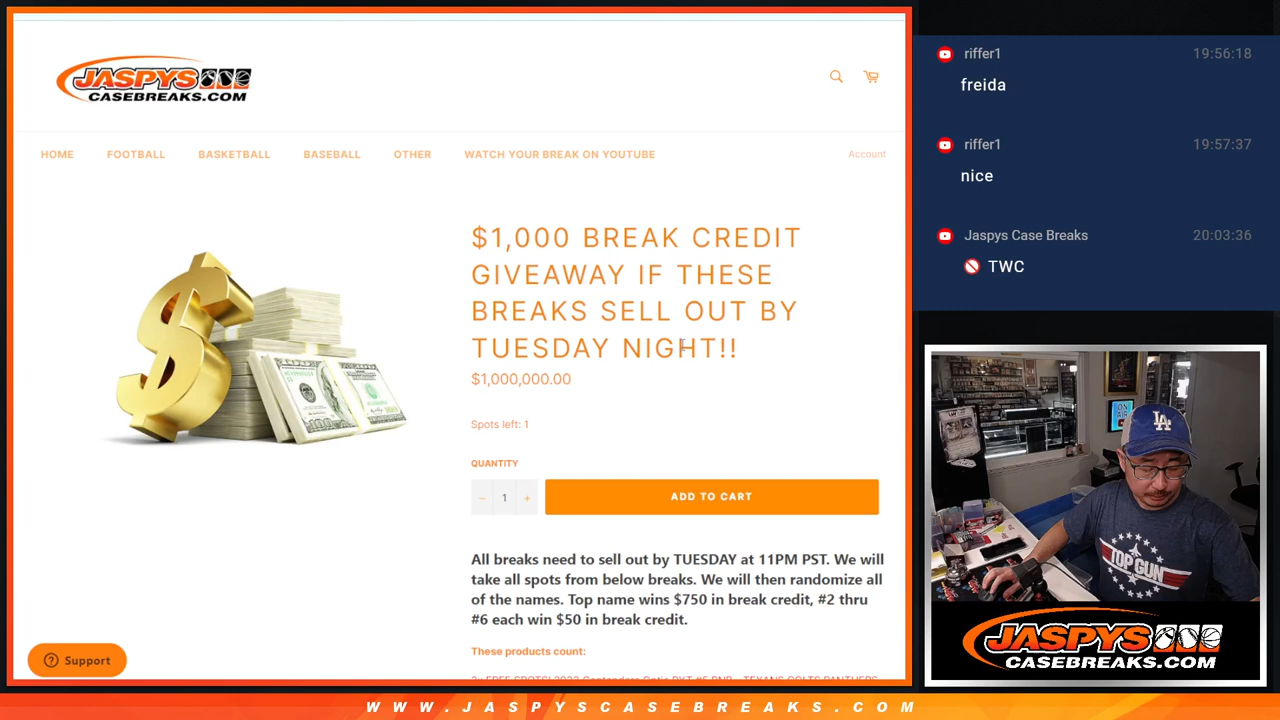 JASPYS
CASEBREAKS.COM
HOME FOOTBALL BASKETBALL BASEBALL OTHER WATCH YOUR BREAK ON YOUTUBE Account
$1,000 BREAK CREDIT
GIVEAWAY IF THESE
BREAKS SELL OUT BY
TUESDAY NIGHT!!
$1,000,000.00
Spots left: 1
QUANTITY
− 1 +
ADD TO CART
All breaks need to sell out by TUESDAY at 11PM PST. We will
take all spots from below breaks. We will then randomize all
of the names. Top name wins $750 in break credit, #2 thru
#6 each win $50 in break credit.
These products count:
Support
riffer1 19:56:18
freida
riffer1 19:57:37
nice
Jaspys Case Breaks 20:03:36
TWC
ON
AIR
LA
TOP GUN
JASPYS
CASEBREAKS.COM
WWW.JASPYSCASEBREAKS.COM